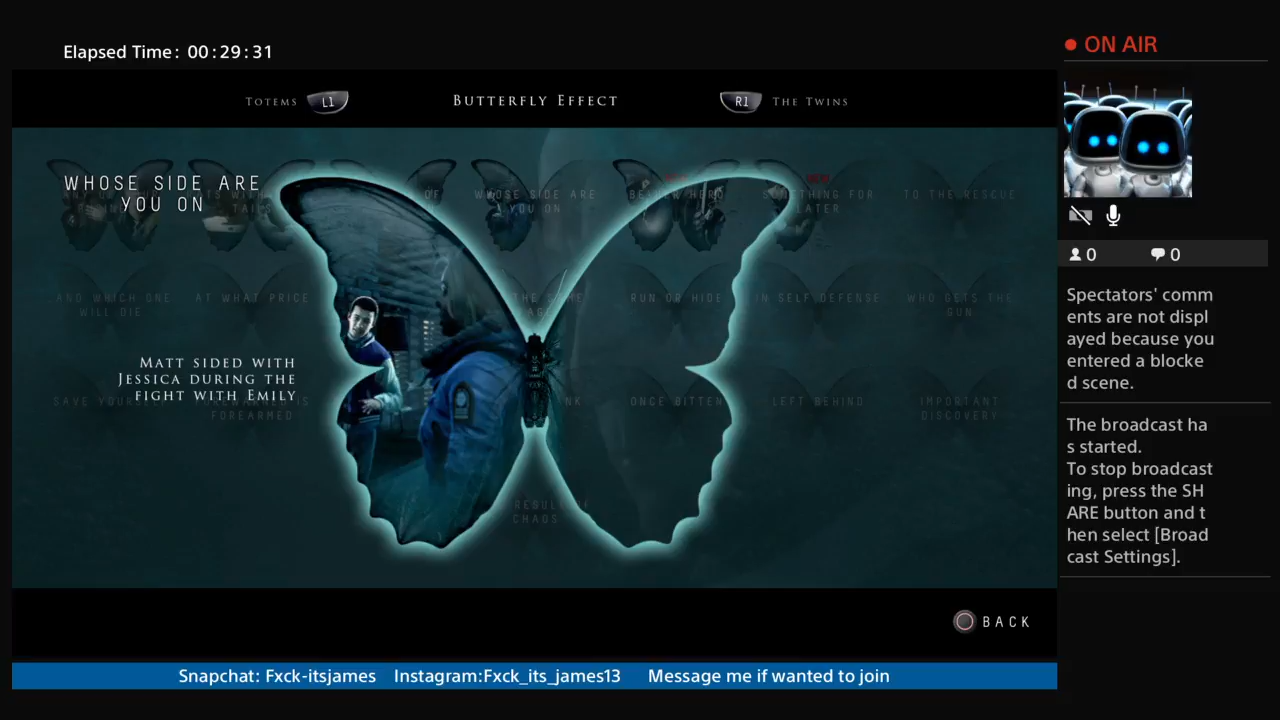 Elapsed Time: 00:29:31
ON AIR
TOTEMS L1 BUTTERFLY EFFECT R1 THE TWINS
WHOSE SIDE ARE
YOU ON
OF
WHOSE SIDE ARE
YOU ON
SOMETHING FOR
LATER
TO THE RESCUE
0 0
...AND WHICH ONE
WILL DIE
AT WHAT PRICE
THE
RUN OR HIDE
IN SELF DEFENSE
WHO GETS THE
GUN
Spectators' comm
ents are not displ
ayed because you
entered a blocke
d scene.
MATT SIDED WITH
JESSICA DURING THE
FIGHT WITH EMILY
SAVE
IS
FOREARMED
ONCE BITTEN
LEFT BEHIND
IMPORTANT
DISCOVERY
The broadcast ha
s started.
To stop broadcast
ing, press the SH
ARE button and t
hen select [Broad
cast Settings].
CHAOS
BACK
Snapchat: Fxck-itsjames Instagram:Fxck_its_james13 Message me if wanted to join